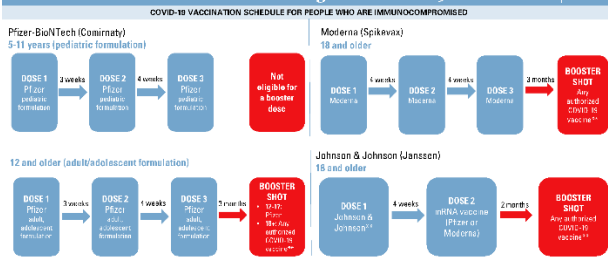 COVID-19 VACCINATION SCHEDULE FOR PEOPLE WHO ARE IMMUNOCOMPROMISED
Pfizer-BioNTech (Comirnaty)
5-11 years (pediatric formulation)
DOSE 1
Pfizer
pediatric
formulation
3 weeks
DOSE 2
Pfizer
pediatric
formulation
4 weeks
DOSE 3
Pfizer
pediatric
formulation
Not
eligible for
a booster
dose
Moderna (Spikevax)
18 and older
DOSE 1
Moderna
4 weeks
DOSE 2
Moderna
4 weeks
DOSE 3
Moderna
3 months
BOOSTER
SHOT
Any
authorized
COVID-19
vaccine**
12 and older (adult/adolescent formulation)
DOSE 1
Pfizer
adult,
adolescent
formulation
3 weeks
DOSE 2
Pfizer
adult,
adolescent
formulation
4 weeks
DOSE 3
Pfizer
adult,
adolescent
formulation
3 months
BOOSTER
SHOT
• 12-17:
Pfizer
• 18+: Any
authorized
COVID-19
vaccine**
Johnson & Johnson (Janssen)
18 and older
DOSE 1
Johnson &
Johnson
4 weeks
DOSE 2
mRNA vaccine
(Pfizer or
Moderna)
2 months
BOOSTER
SHOT
Any authorized
COVID-19
vaccine**